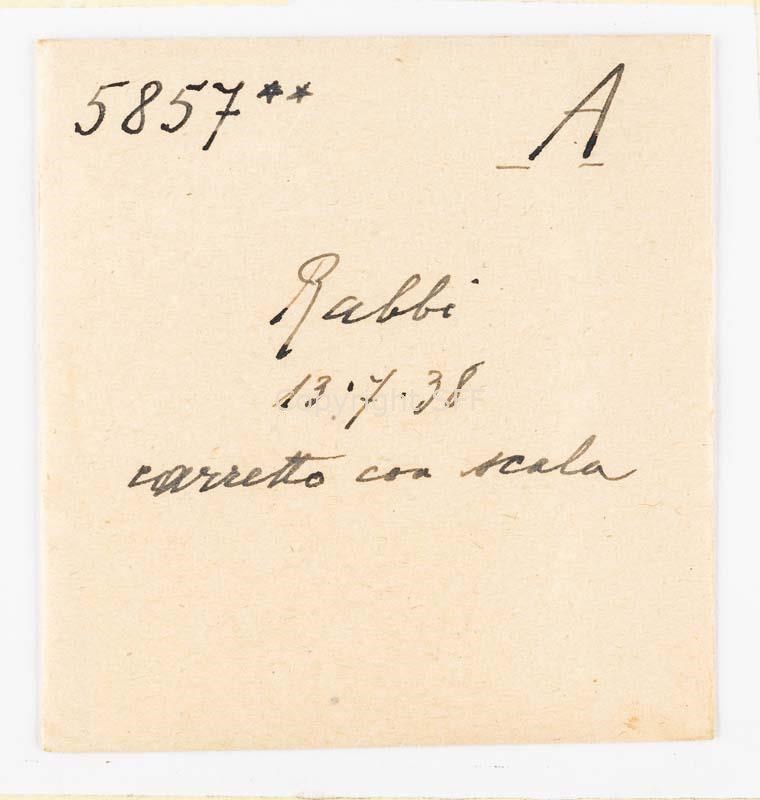 5857** A
Rabbi
13.7.38
carretto con scala